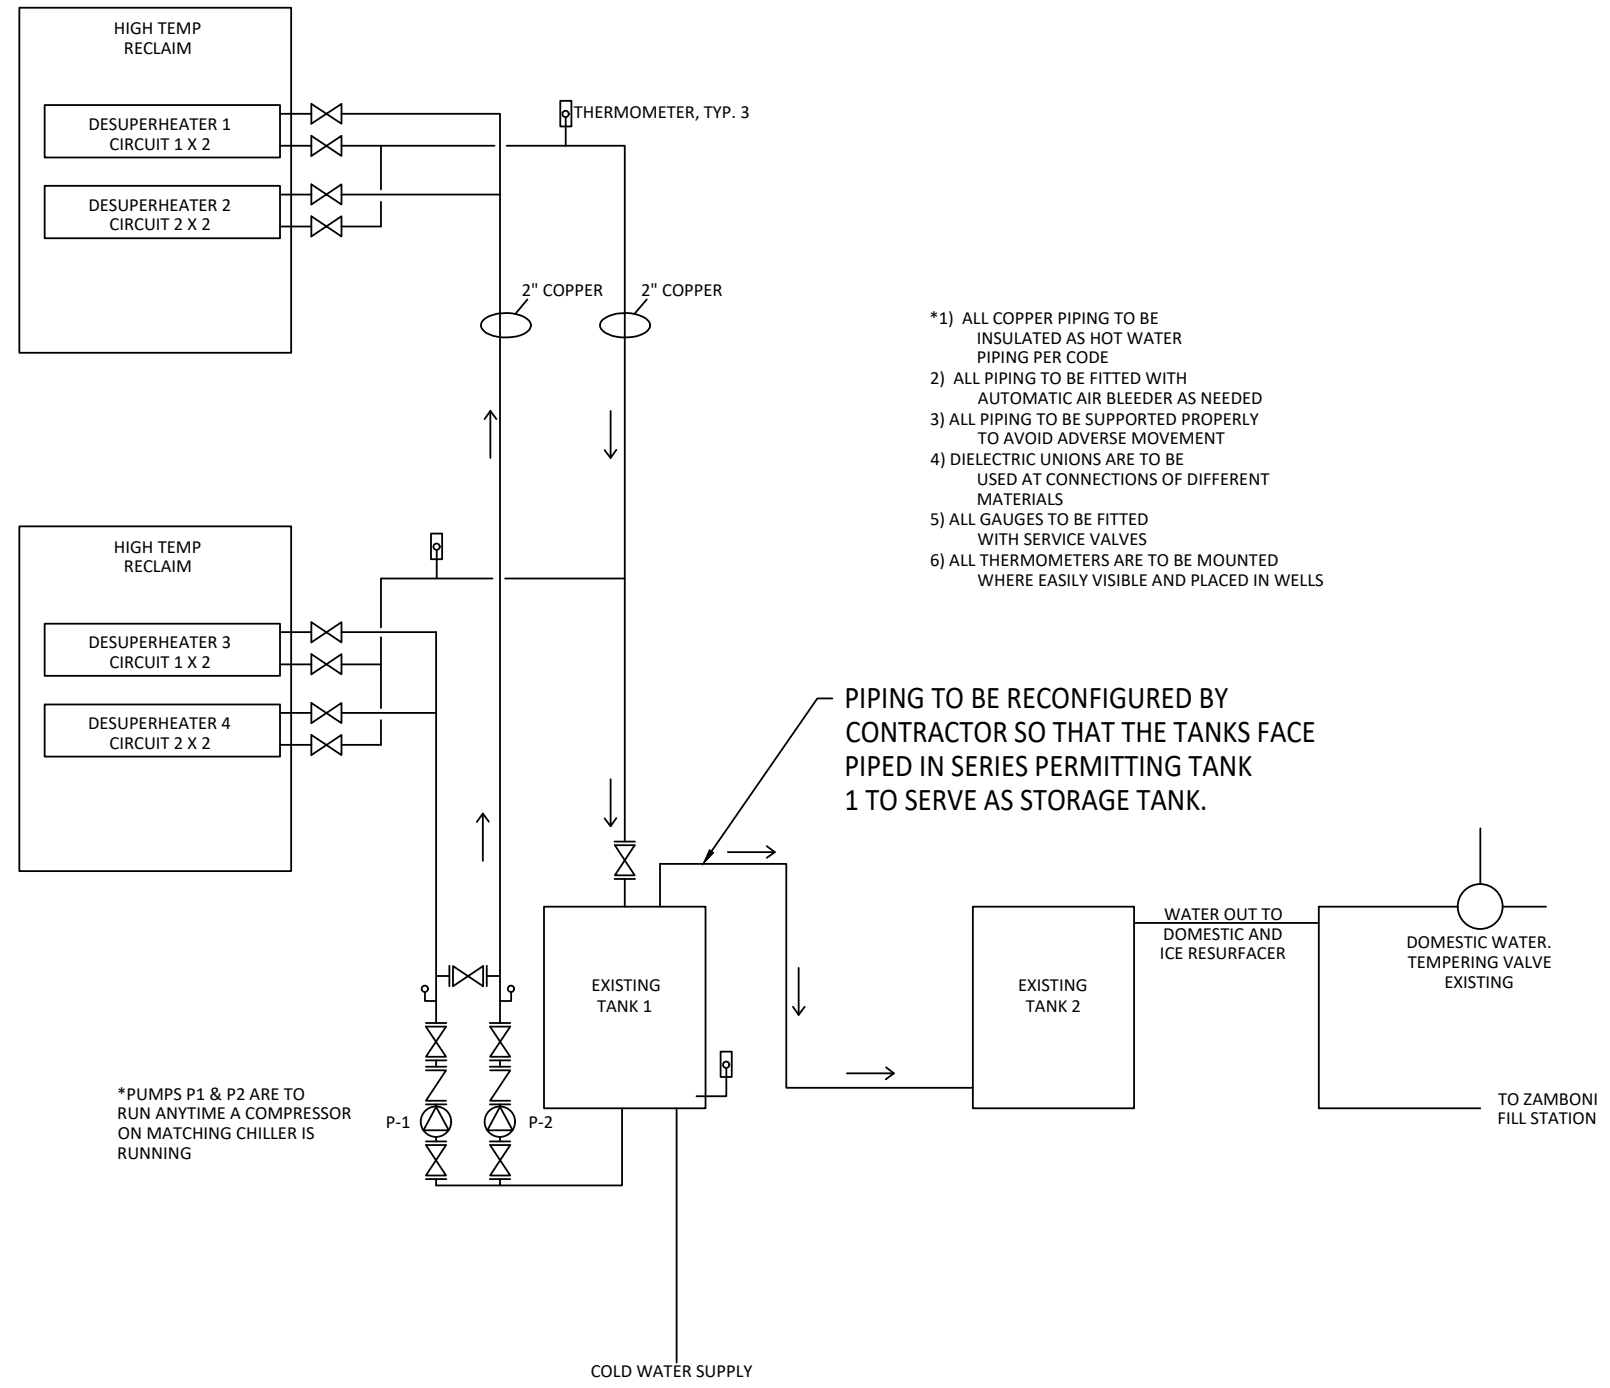 HIGH TEMP
RECLAIM
DESUPERHEATER 1
CIRCUIT 1 X 2
THERMOMETER, TYP. 3
DESUPERHEATER 2
CIRCUIT 2 X 2
2" COPPER
2" COPPER
*1) ALL COPPER PIPING TO BE
INSULATED AS HOT WATER
PIPING PER CODE
2) ALL PIPING TO BE FITTED WITH
AUTOMATIC AIR BLEEDER AS NEEDED
3) ALL PIPING TO BE SUPPORTED PROPERLY
TO AVOID ADVERSE MOVEMENT
4) DIELECTRIC UNIONS ARE TO BE
USED AT CONNECTIONS OF DIFFERENT
MATERIALS
5) ALL GAUGES TO BE FITTED
WITH SERVICE VALVES
6) ALL THERMOMETERS ARE TO BE MOUNTED
WHERE EASILY VISIBLE AND PLACED IN WELLS
HIGH TEMP
RECLAIM
DESUPERHEATER 3
CIRCUIT 1 X 2
DESUPERHEATER 4
CIRCUIT 2 X 2
PIPING TO BE RECONFIGURED BY
CONTRACTOR SO THAT THE TANKS FACE
PIPED IN SERIES PERMITTING TANK
1 TO SERVE AS STORAGE TANK.
EXISTING
TANK 1
EXISTING
TANK 2
WATER OUT TO
DOMESTIC AND
ICE RESURFACER
DOMESTIC WATER.
TEMPERING VALVE
EXISTING
*PUMPS P1 & P2 ARE TO
RUN ANYTIME A COMPRESSOR
ON MATCHING CHILLER IS
RUNNING
P-1
P-2
TO ZAMBONI
FILL STATION
COLD WATER SUPPLY